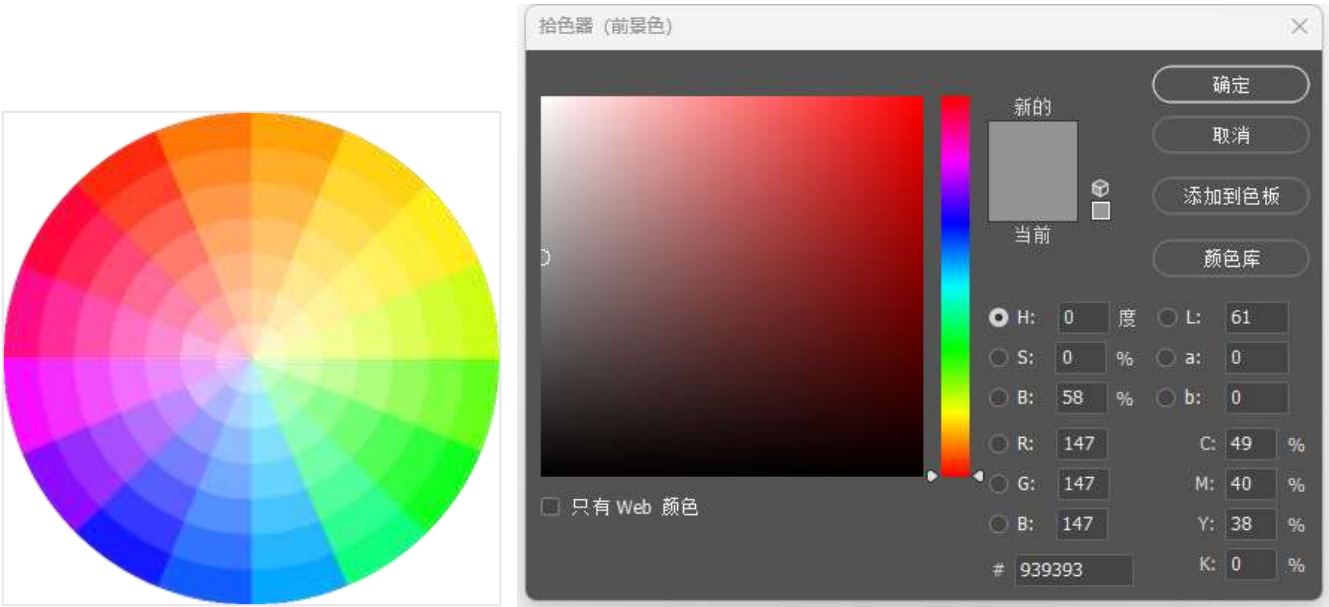 拾色器 (前景色)
新的
当前
确定
取消
添加到色板
颜色库
H: 0 度
S: 0 %
B: 58 %
R: 147
G: 147
B: 147
# 939393
L: 61
a: 0
b: 0
C: 49 %
M: 40 %
Y: 38 %
K: 0 %
只有 Web 颜色